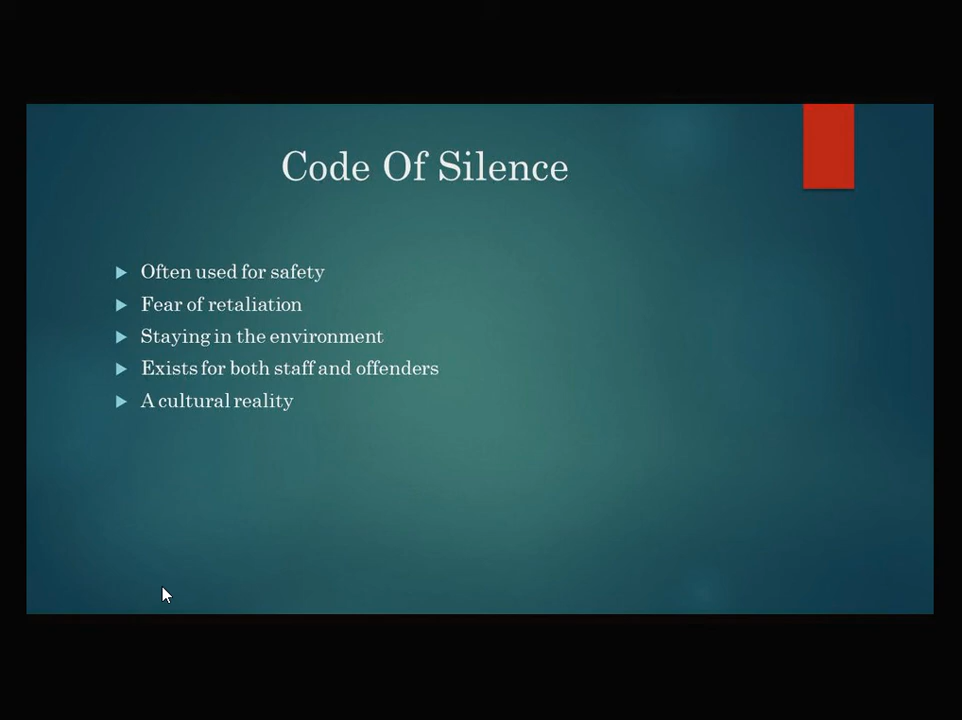 Code Of Silence
Often used for safety
Fear of retaliation
Staying in the environment
Exists for both staff and offenders
A cultural reality